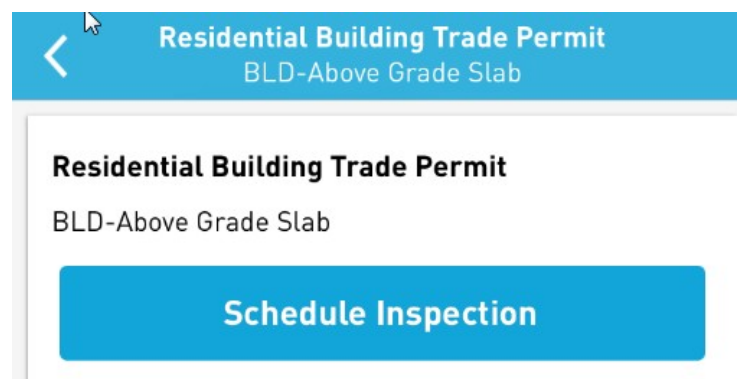 Residential Building Trade Permit
BLD-Above Grade Slab
Residential Building Trade Permit
BLD-Above Grade Slab
Schedule Inspection